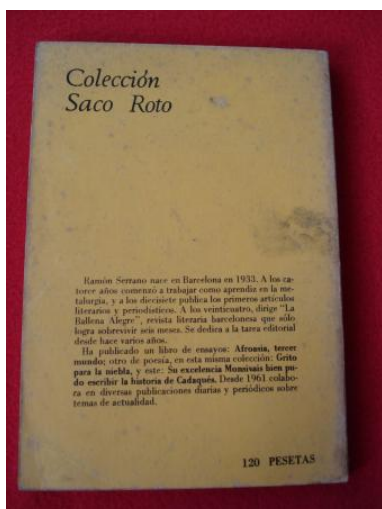 Colección
Saco Roto
Ramón Serrano nace en Barcelona en 1933. A los ca-
torce años comenzó a trabajar como aprendiz en la me-
talurgia, y a los diecisiete publica los primeros artículos
literarios y periodísticos. A los veinticuatro, dirige "La
Ballena Alegre", revista literaria barcelonesa que sólo
logra sobrevivir seis meses. Se dedica a la tarea editorial
desde hace varios años.
Ha publicado un libro de ensayos: Afroasia, tercer
mundo; otro de poesía, en esta misma colección: Grito
para la niebla, y este: Su excelencia Monsivais bien pu-
do escribir la historia de Cadaqués. Desde 1961 colabo-
ra en diversas publicaciones diarias y periódicos sobre
temas de actualidad.
120 PESETAS